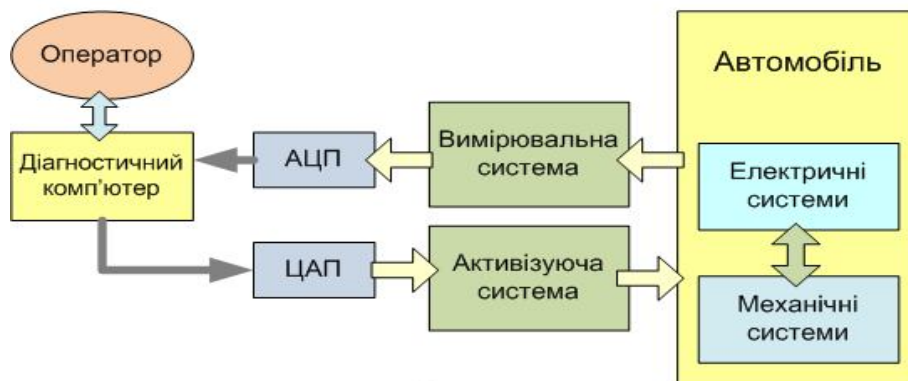 Оператор
Автомобіль
Діагностичний
комп'ютер
АЦП
Вимірювальна
система
Електричні
системи
ЦАП
Активізуюча
система
Механічні
системи